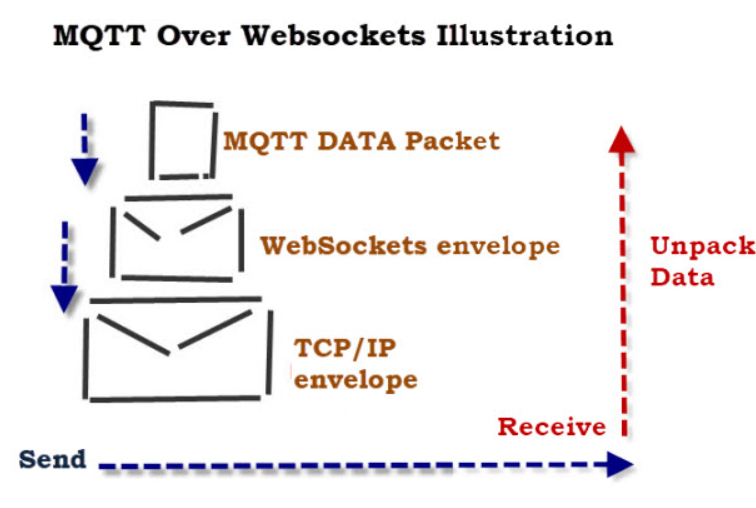 MQTT Over Websockets Illustration
MQTT DATA Packet
WebSockets envelope
Unpack
Data
TCP/IP
envelope
Receive
Send